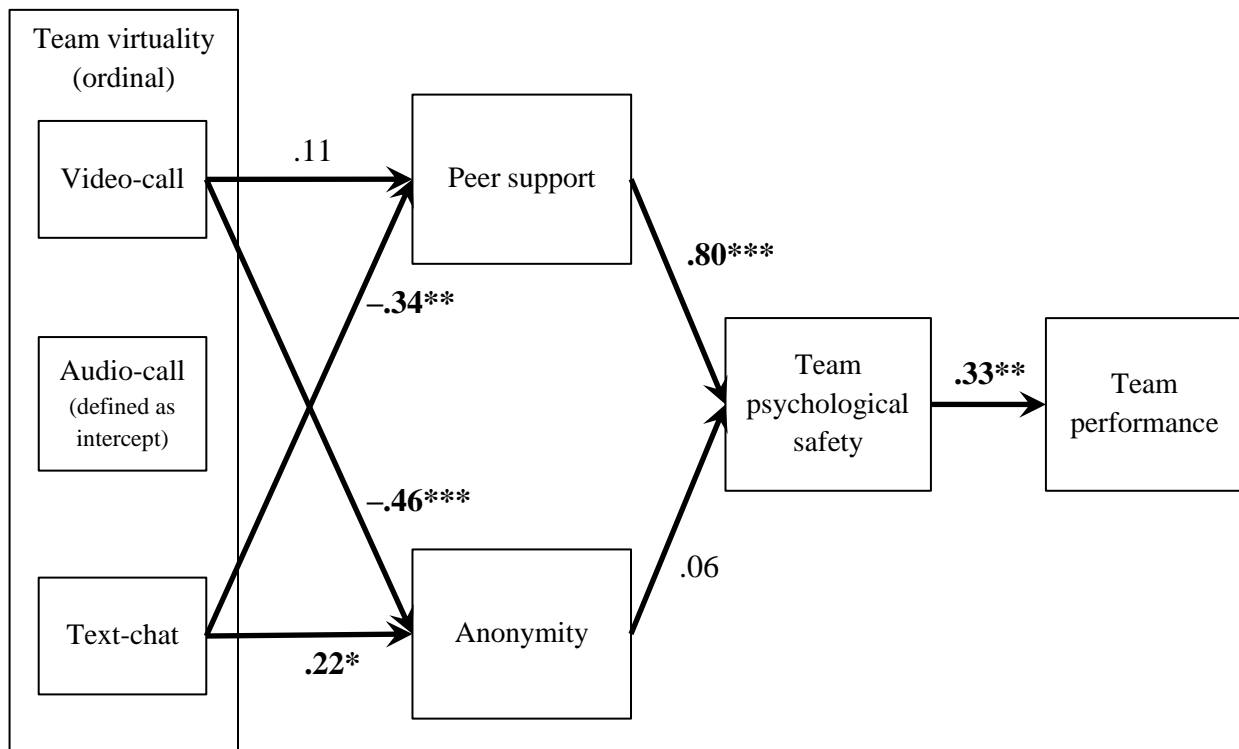 Team virtuality
(ordinal)
Video-call
.11
Peer support
.80***
–.34**
Audio-call
(defined as
intercept)
Team
psychological
safety
.33**
Team
performance
–.46***
.06
Text-chat
.22*
Anonymity